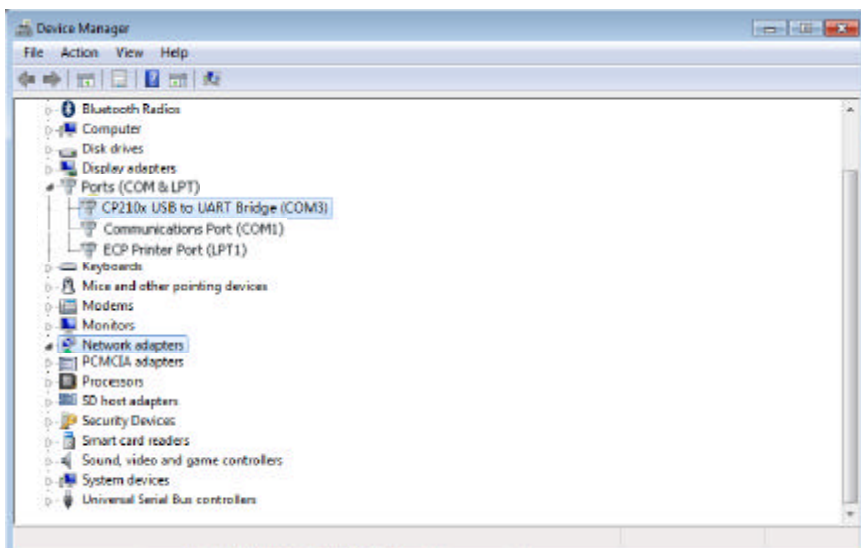 Device Manager
File Action View Help
Bluetooth Radios
Computer
Disk drives
Display adapters
Ports (COM & LPT)
CP210x USB to UART Bridge (COM3)
Communications Port (COM1)
ECP Printer Port (LPT1)
Keyboards
Mice and other pointing devices
Modems
Monitors
Network adapters
PCMCIA adapters
Processors
SD host adapters
Security Devices
Smart card readers
Sound, video and game controllers
System devices
Universal Serial Bus controllers